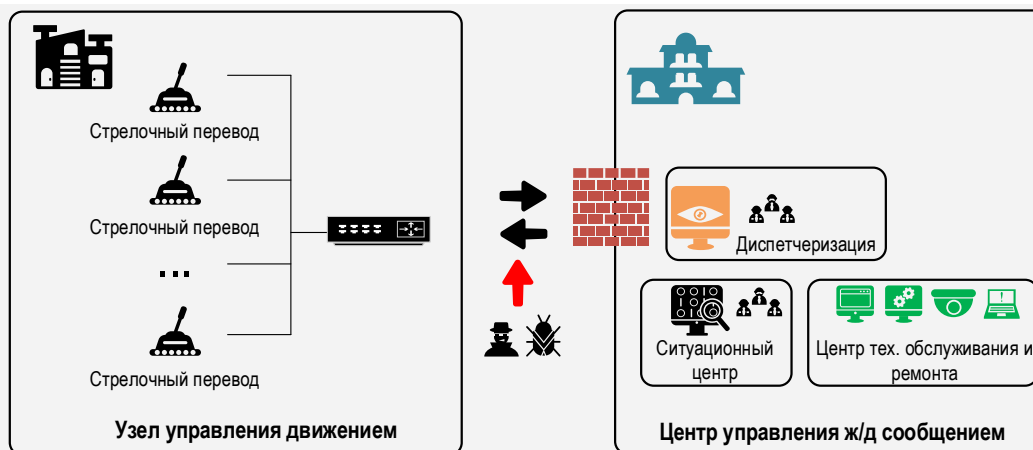 Стрелочный перевод
Стрелочный перевод
...
Стрелочный перевод
Узел управления движением
Диспетчеризация
Ситуационный
центр
Центр тех. обслуживания и
ремонта
Центр управления ж/д сообщением